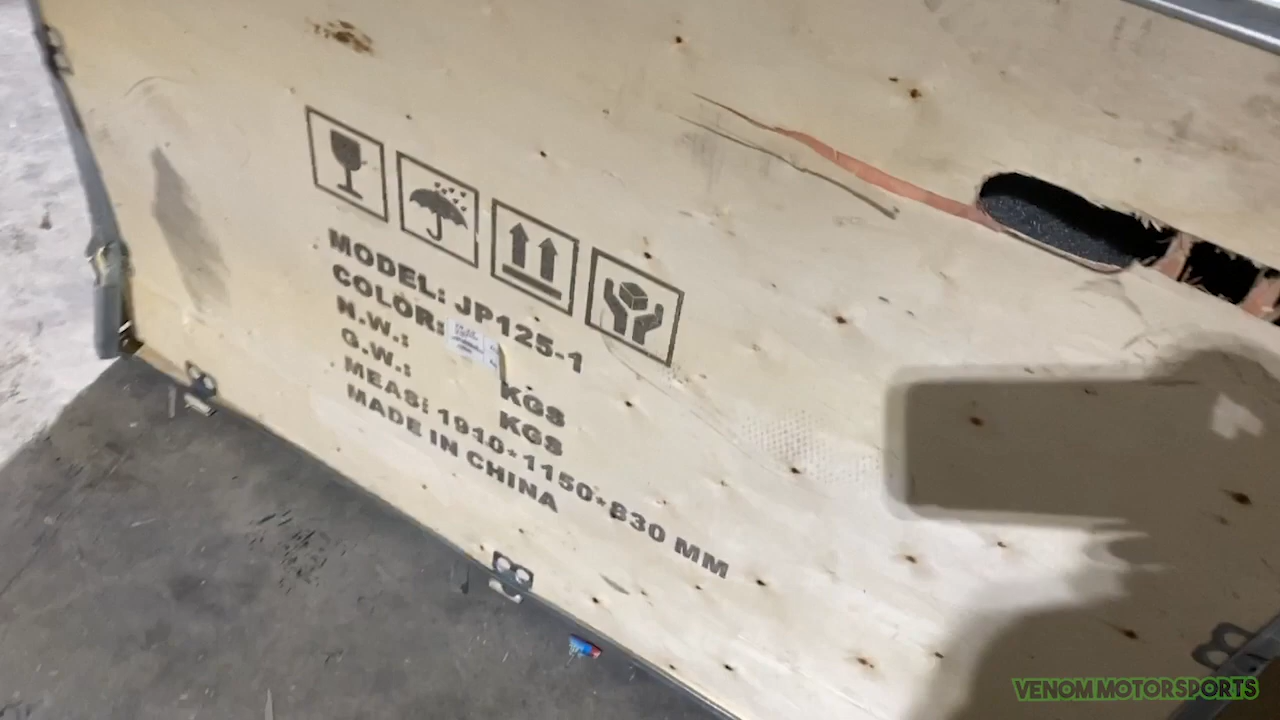 MODEL: JP125-1
COLOR:
N.W.: KGS
G.W.: KGS
MEAS: 1910*1150*830 MM
MADE IN CHINA
VENOM MOTORSPORTS